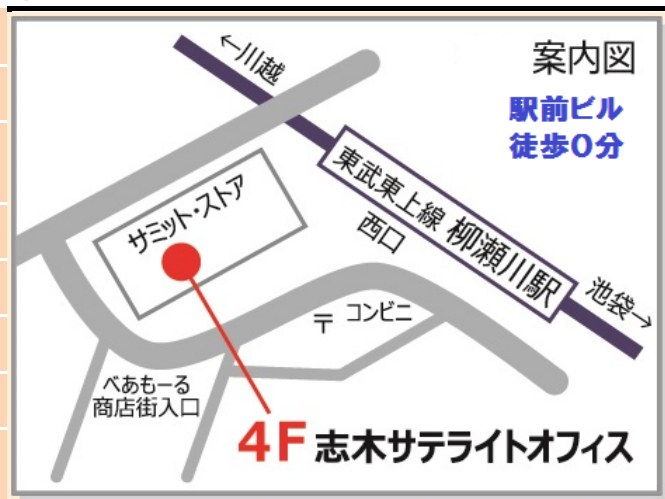 案内図
駅前ビル
徒歩0分
←川越
サミット・ストア
東武東上線 柳瀬川駅
西口
池袋→
〒 コンビニ
べあもーる
商店街入口
4F 志木サテライトオフィス